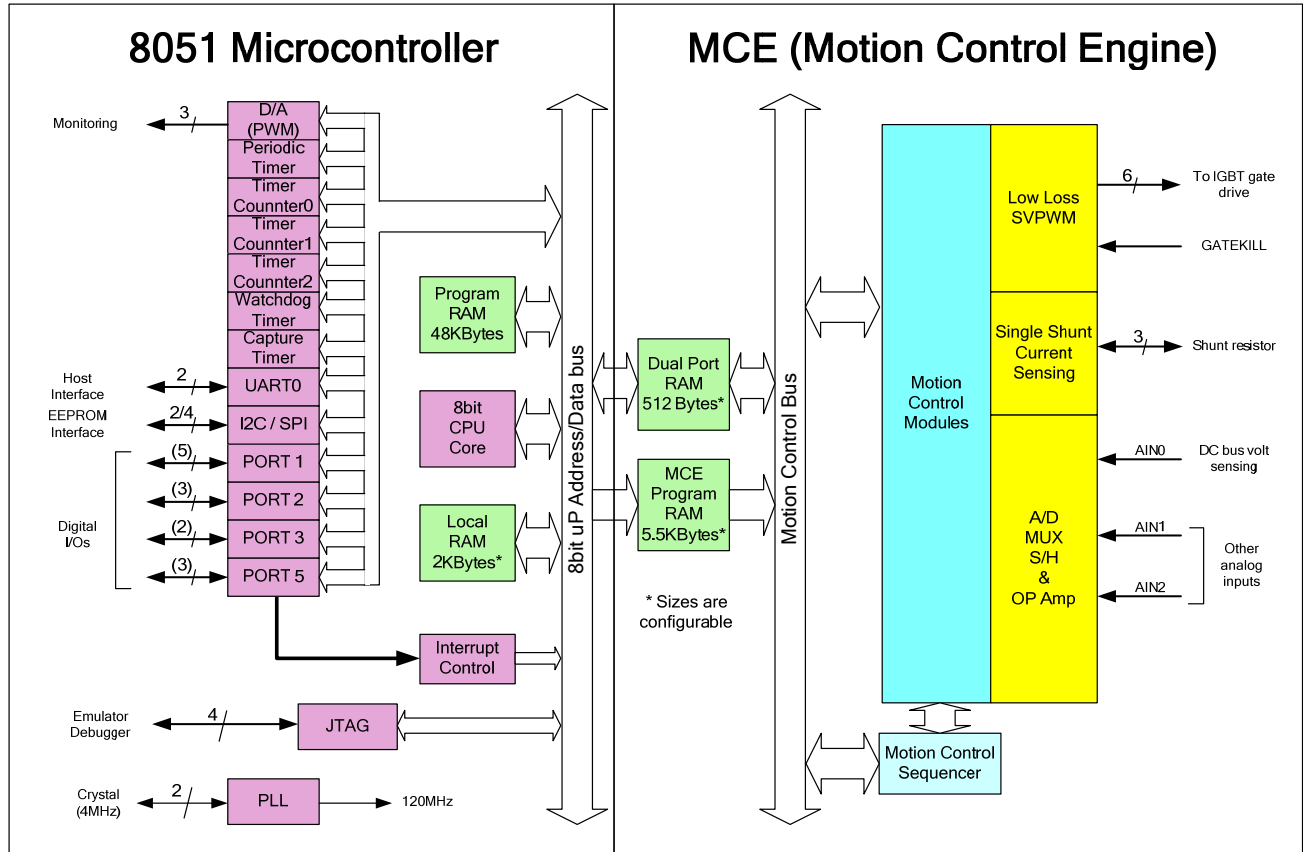 8051 Microcontroller
MCE (Motion Control Engine)
Monitoring
3
D/A
(PWM)
Periodic
Timer
Timer
Counnter0
Timer
Counnter1
Timer
Counnter2
Watchdog
Timer
Capture
Timer
Host
Interface
2
UART0
EEPROM
Interface
2/4
I2C / SPI
Digital
I/Os
(5)
PORT 1
(3)
PORT 2
(2)
PORT 3
(3)
PORT 5
Program
RAM
48KBytes
8bit
CPU
Core
Local
RAM
2KBytes*
Interrupt
Control
Emulator
Debugger
4
JTAG
Crystal
(4MHz)
2
PLL
120MHz
8bit uP Address/Data bus
Dual Port
RAM
512 Bytes*
MCE
Program
RAM
5.5KBytes*
* Sizes are
configurable
Motion Control Bus
Motion
Control
Modules
Low Loss
SVPWM
6
To IGBT gate
drive
GATEKILL
Single Shunt
Current
Sensing
3
Shunt resistor
A/D
MUX
S/H
&
OP Amp
AIN0
DC bus volt
sensing
AIN1
AIN2
Other
analog
inputs
Motion Control
Sequencer